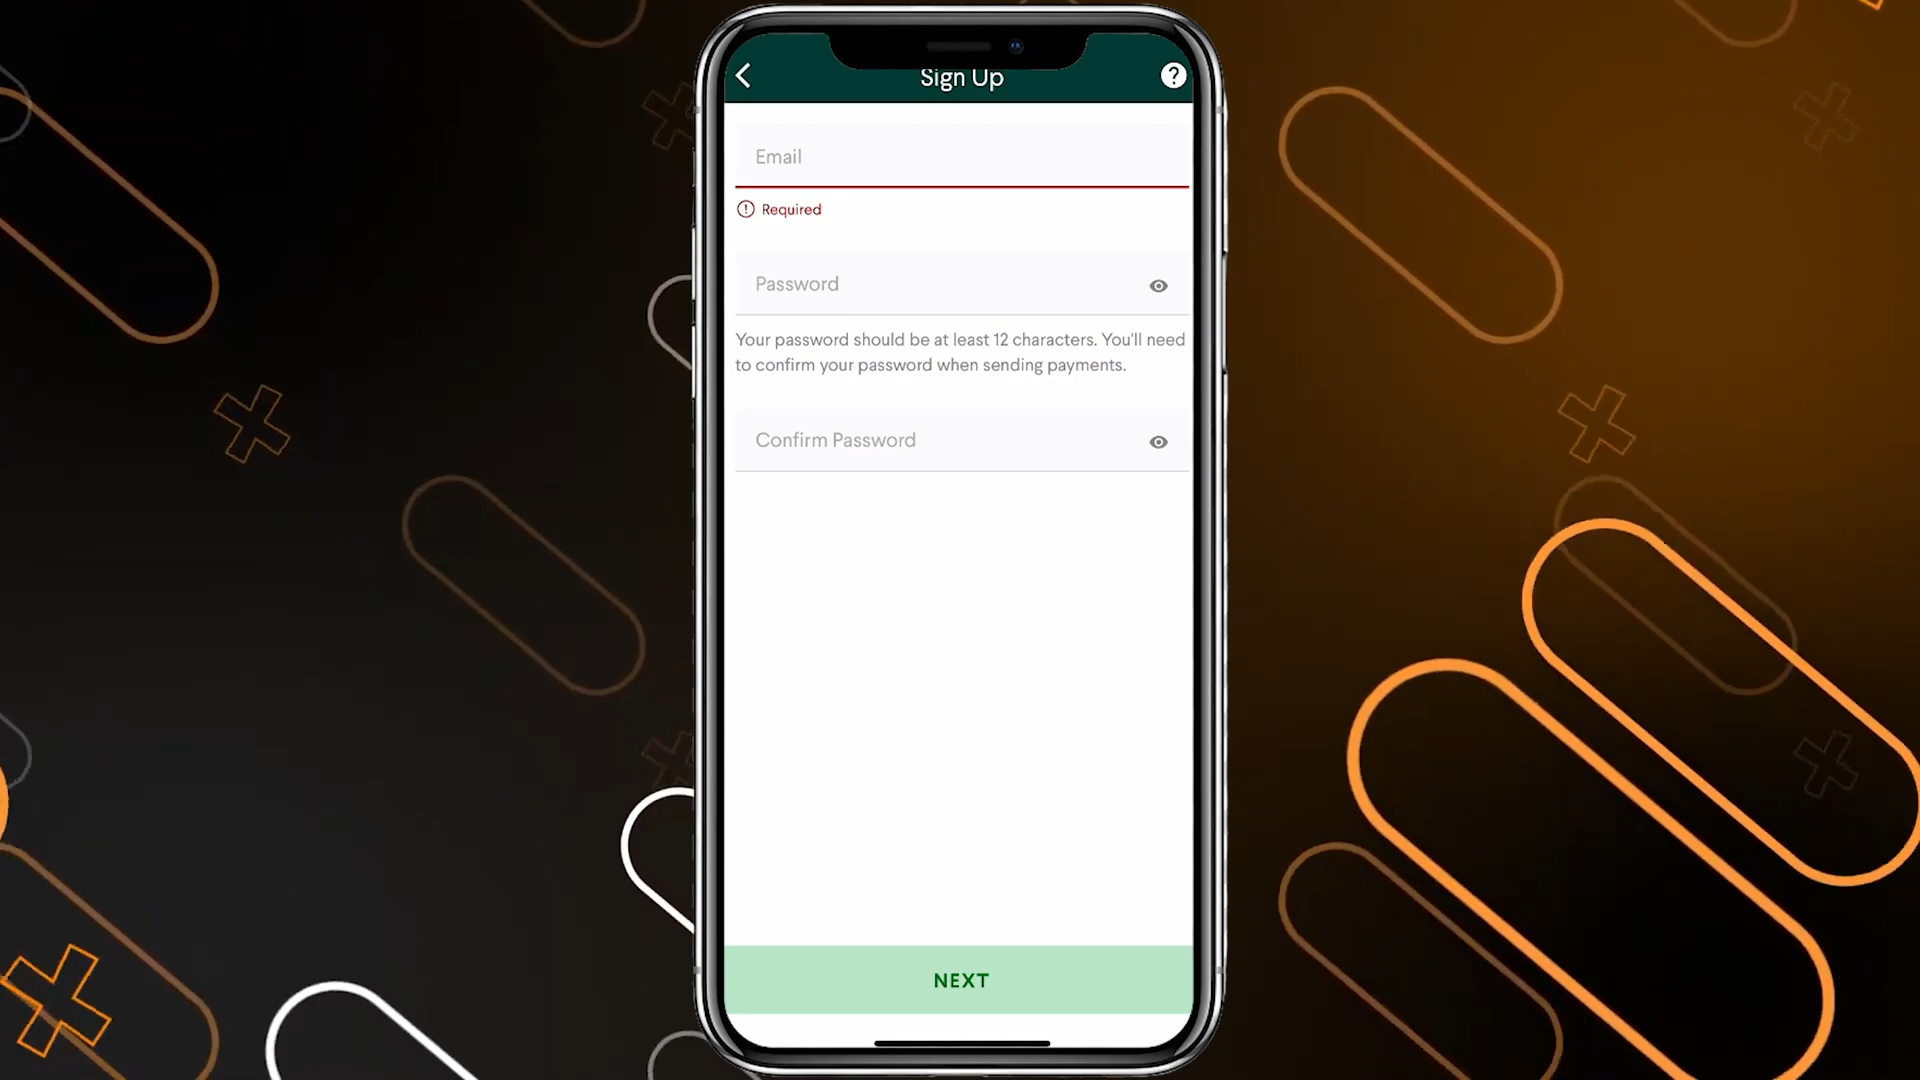 Sign Up
Email
Required
Password
Your password should be at least 12 characters. You'll need
to confirm your password when sending payments.
Confirm Password
NEXT